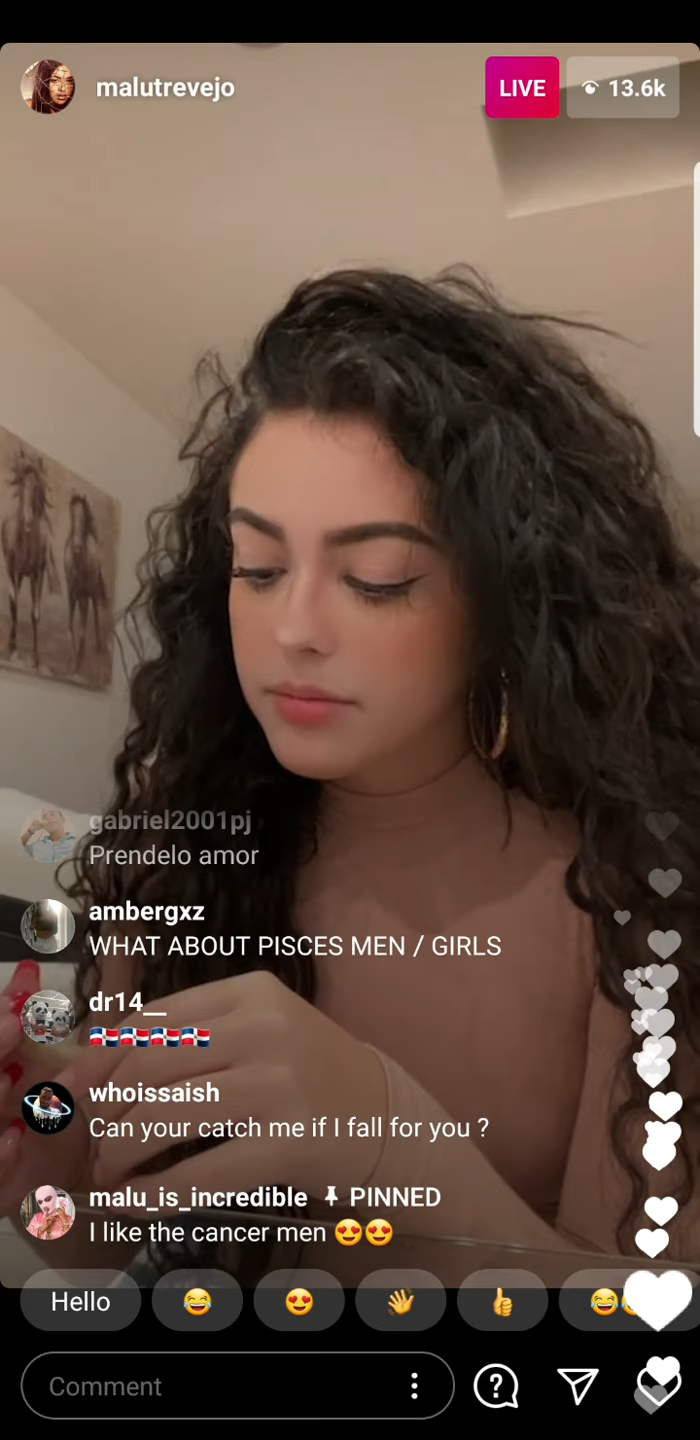 malutrevejo
LIVE
13.6k
gabriel2001pj
Prendelo amor
ambergxz
WHAT ABOUT PISCES MEN / GIRLS
dr14__
🇩🇴🇩🇴🇩🇴🇩🇴
whoissaish
Can your catch me if I fall for you ?
malu_is_incredible PINNED
I like the cancer men 😍😍
Hello 😂 😍 👋 👍 😂
Comment